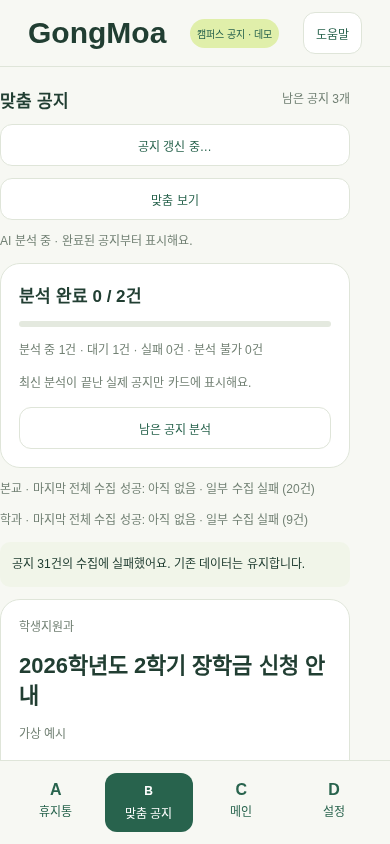 GongMoa
캠퍼스 공지 · 데모
도움말
맞춤 공지
남은 공지 3개
공지 갱신 중…
맞춤 보기
AI 분석 중 · 완료된 공지부터 표시해요.
분석 완료 0 / 2건
분석 중 1건 · 대기 1건 · 실패 0건 · 분석 불가 0건
최신 분석이 끝난 실제 공지만 카드에 표시해요.
남은 공지 분석
본교 · 마지막 전체 수집 성공: 아직 없음 · 일부 수집 실패 (20건)
학과 · 마지막 전체 수집 성공: 아직 없음 · 일부 수집 실패 (9건)
공지 31건의 수집에 실패했어요. 기존 데이터는 유지합니다.
학생지원과
2026학년도 2학기 장학금 신청 안
내
가상 예시
A
휴지통
B
맞춤 공지
C
메인
D
설정